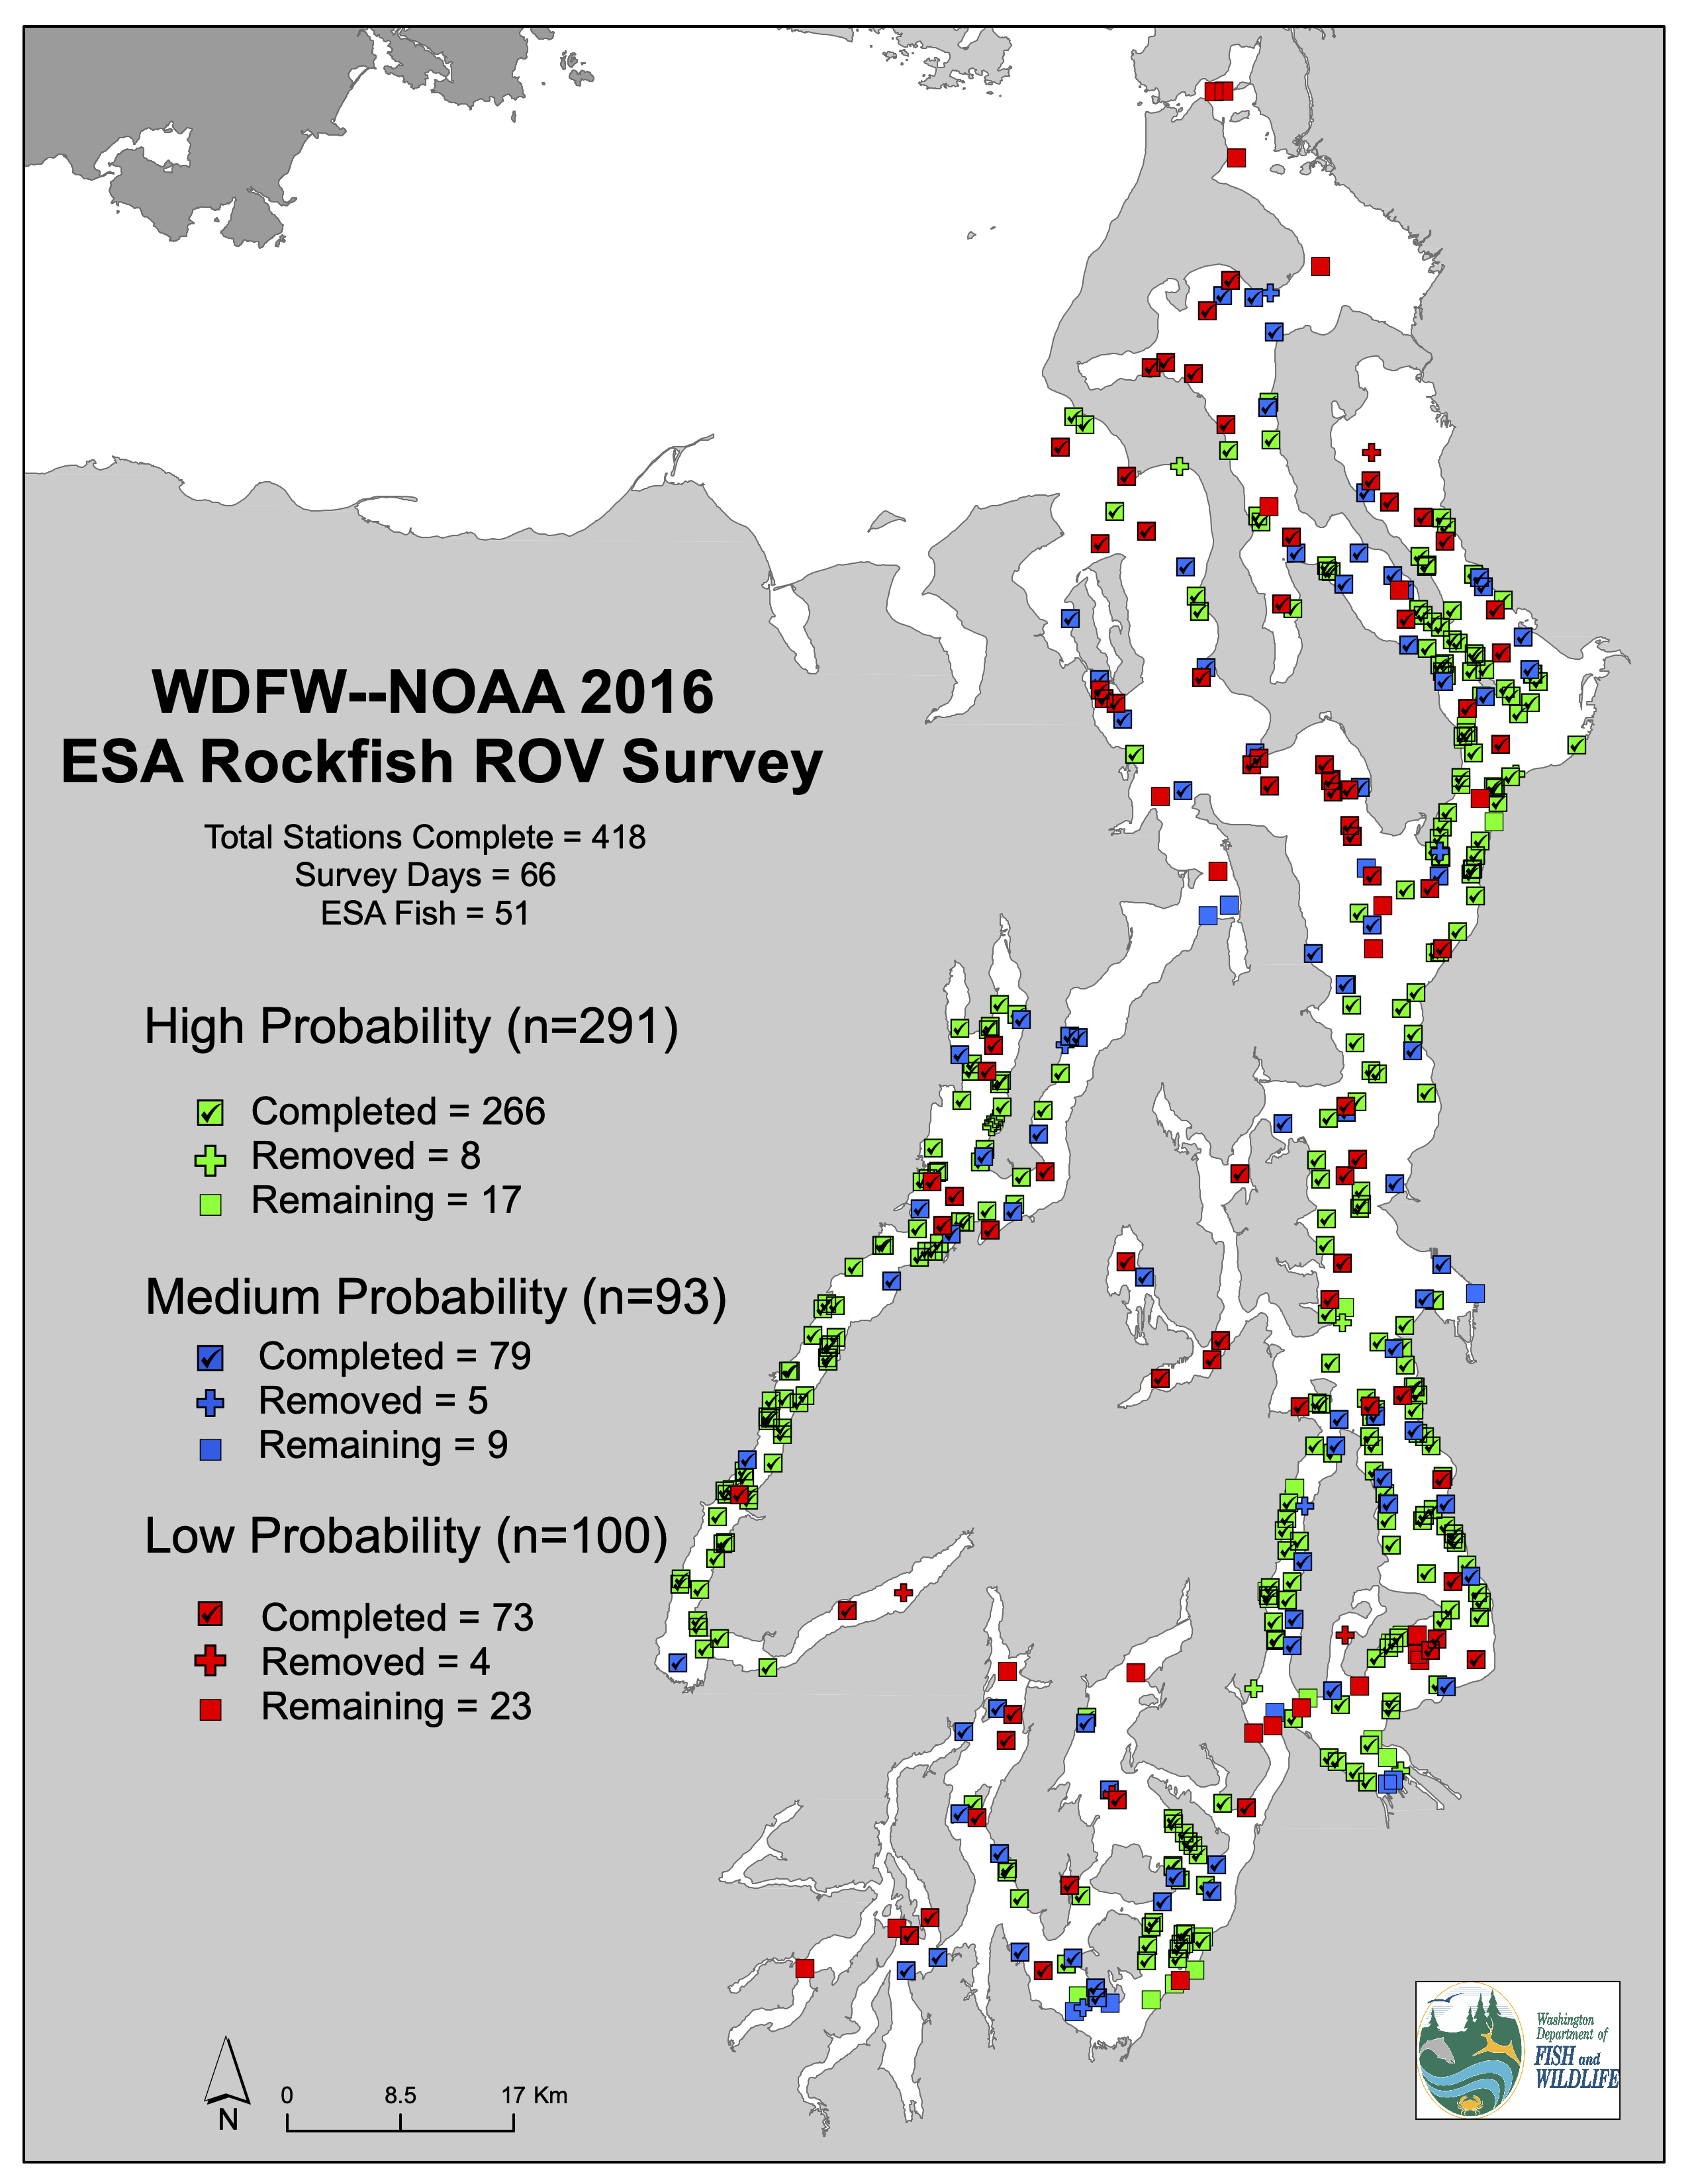 WDFW--NOAA 2016
ESA Rockfish ROV Survey
Total Stations Complete = 418
Survey Days = 66
ESA Fish = 51
High Probability (n=291)
Completed = 266
Removed = 8
Remaining = 17
Medium Probability (n=93)
Completed = 79
Removed = 5
Remaining = 9
Low Probability (n=100)
Completed = 73
Removed = 4
Remaining = 23
N
0 8.5 17 Km
Washington
Department of
FISH and
WILDLIFE